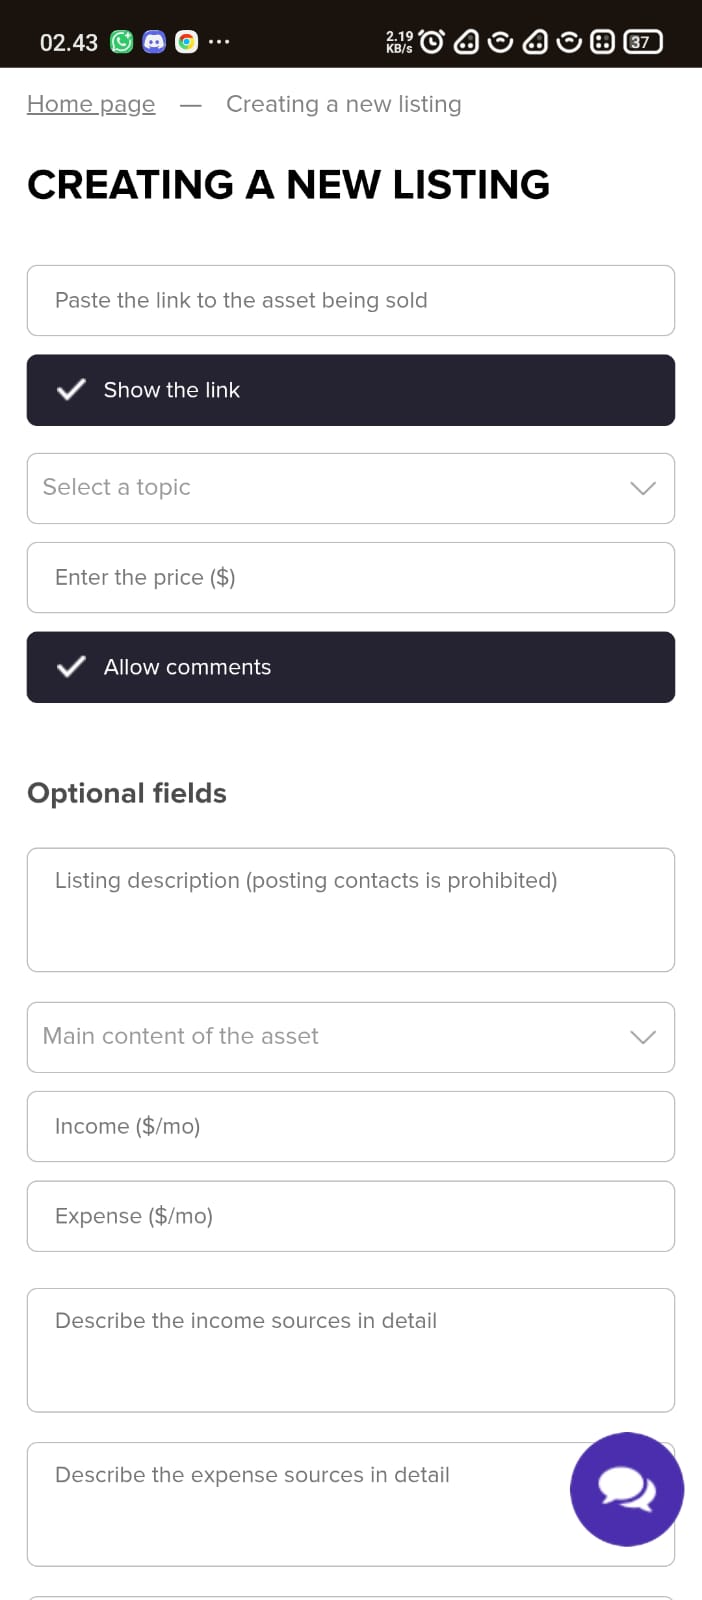 02.43 ... 2.19 KB/s 37
Home page — Creating a new listing
CREATING A NEW LISTING
Paste the link to the asset being sold
Show the link
Select a topic
Enter the price ($)
Allow comments
Optional fields
Listing description (posting contacts is prohibited)
Main content of the asset
Income ($/mo)
Expense ($/mo)
Describe the income sources in detail
Describe the expense sources in detail